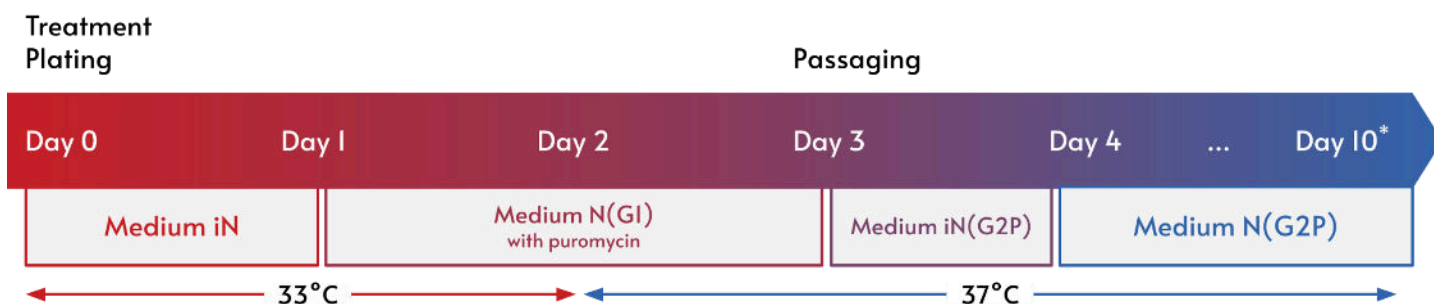 Treatment
Plating
Passaging
Day 0
Day 1
Day 2
Day 3
Day 4
...
Day 10*
Medium iN
Medium N(G1)
with puromycin
Medium iN(G2P)
Medium N(G2P)
33°C
37°C